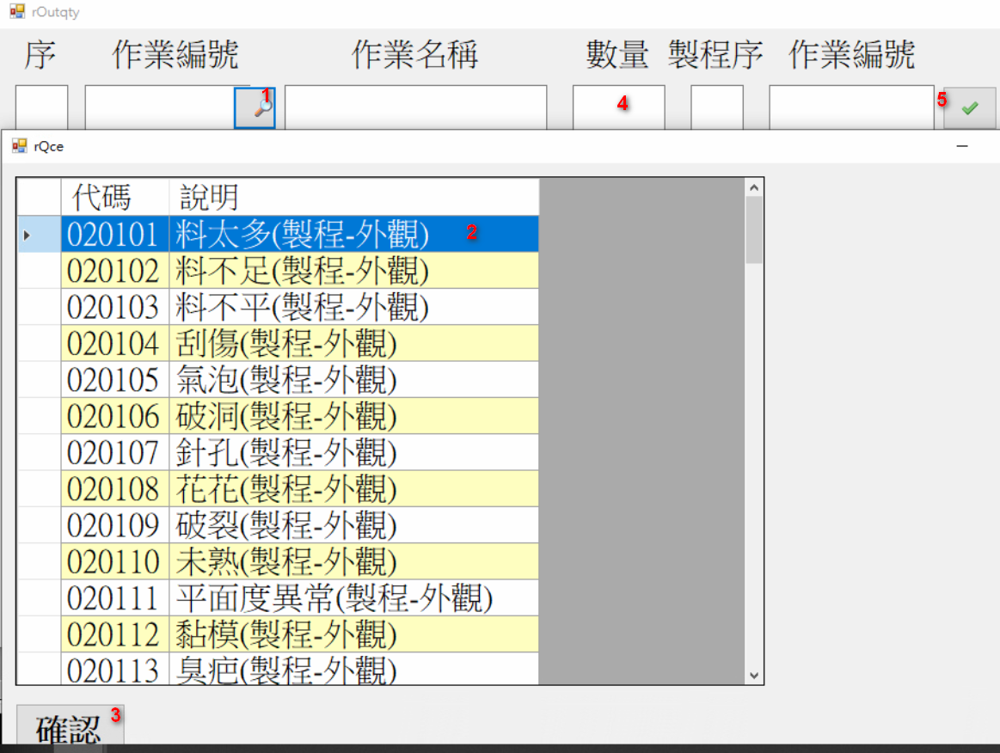 rOutqty
序 作業編號 作業名稱 數量 製程序 作業編號
1 4 5
rQce
代碼 說明
020101 料太多(製程-外觀) 2
020102 料不足(製程-外觀)
020103 料不平(製程-外觀)
020104 刮傷(製程-外觀)
020105 氣泡(製程-外觀)
020106 破洞(製程-外觀)
020107 針孔(製程-外觀)
020108 花花(製程-外觀)
020109 破裂(製程-外觀)
020110 未熟(製程-外觀)
020111 平面度異常(製程-外觀)
020112 黏模(製程-外觀)
020113 臭疤(製程-外觀)
確認 3